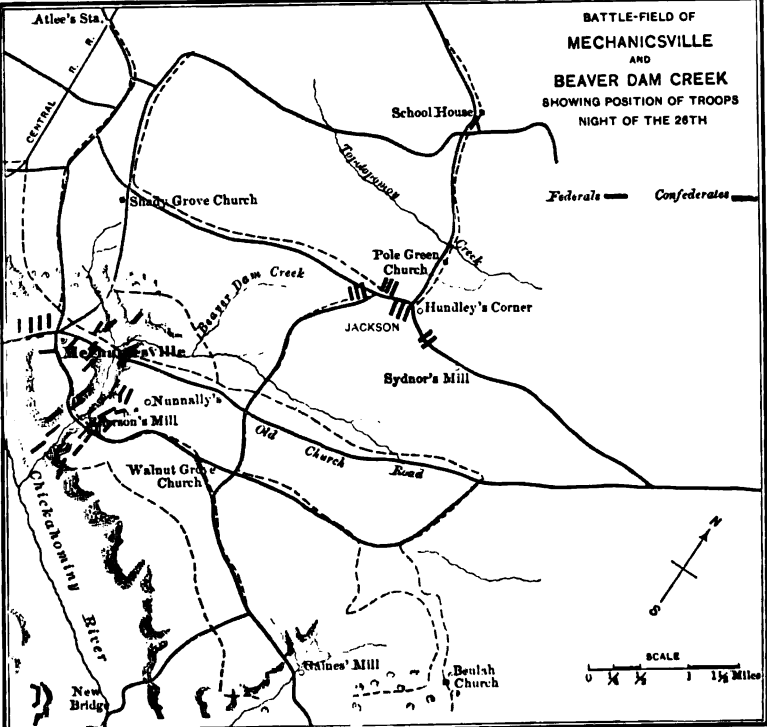 BATTLE-FIELD OF
MECHANICSVILLE
AND
BEAVER DAM CREEK
SHOWING POSITION OF TROOPS
NIGHT OF THE 26TH
Federals
Confederates
Atlee's Sta.
CENTRAL R. R.
School House
Totopotomoy
Creek
Shady Grove Church
Pole Green
Church
Beaver Dam Creek
Hundley's Corner
JACKSON
Mechanicsville
Sydnor's Mill
Nunnally's
Ellerson's Mill
Old Church Road
Walnut Grove
Church
Chickahominy River
N
S
SCALE
0 ¼ ½ 1 1½ Miles
Gaines' Mill
Beulah
Church
New
Bridge